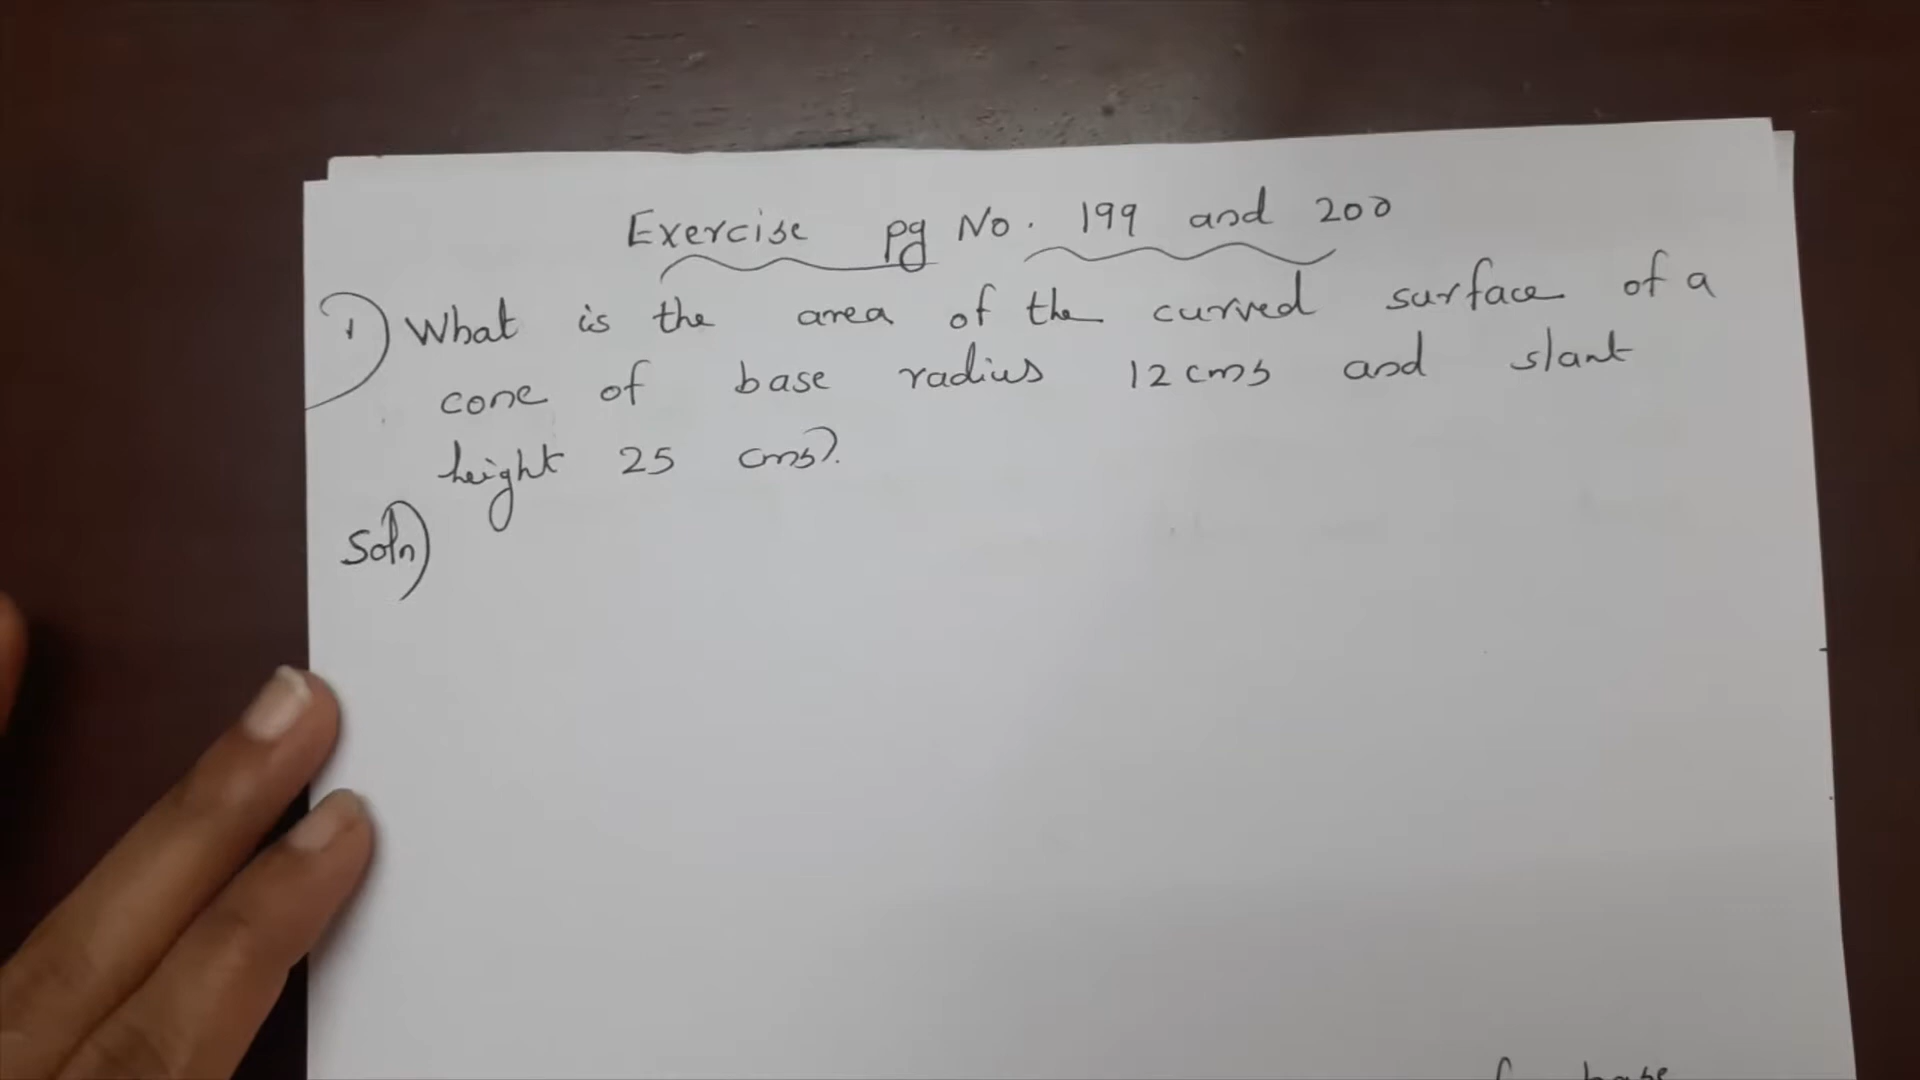 Exercise pg No. 199 and 200
1) What is the area of the curved surface of a
cone of base radius 12 cms and slant
height 25 cms?.
Soln)
base